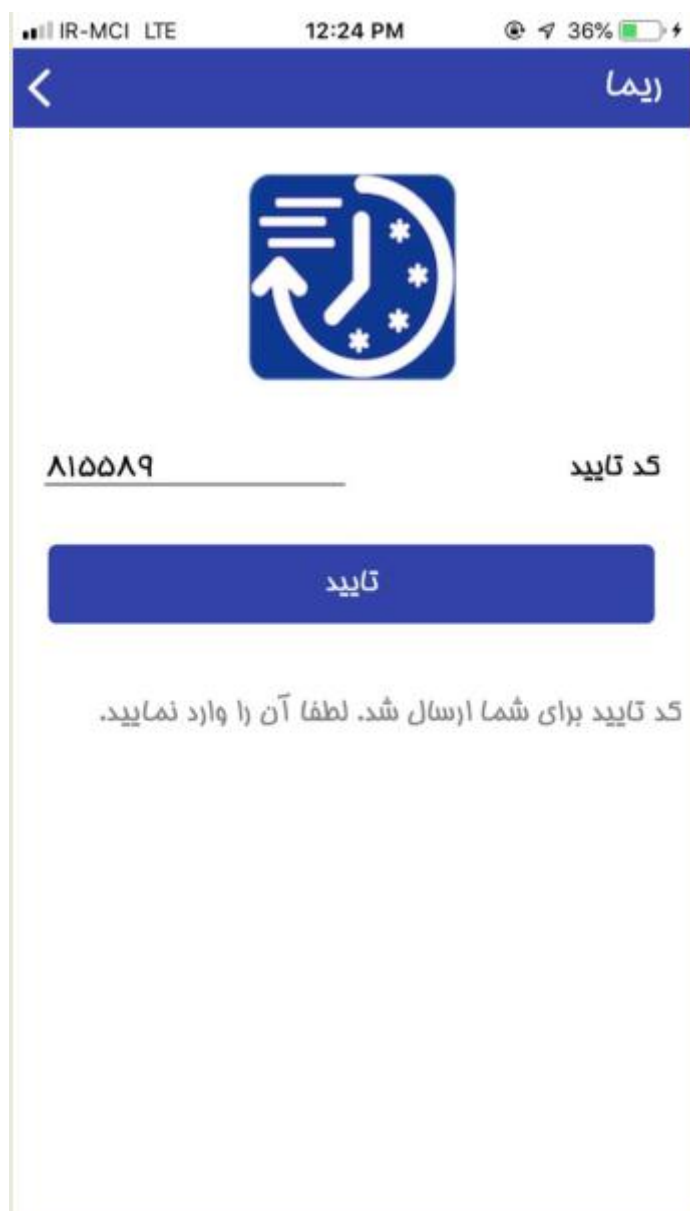 IR-MCI LTE 12:24 PM 36%
ریما
کد تایید ۸۱۵۵۸۹
تایید
کد تایید برای شما ارسال شد. لطفا آن را وارد نمایید.